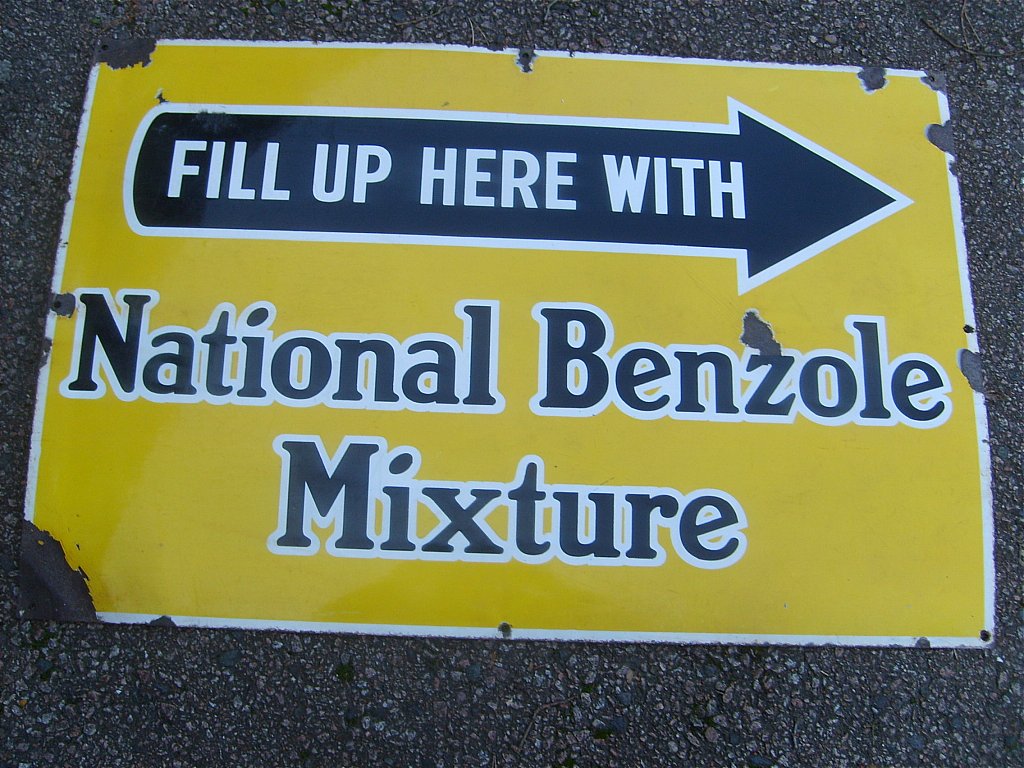 FILL UP HERE WITH
National Benzole
Mixture